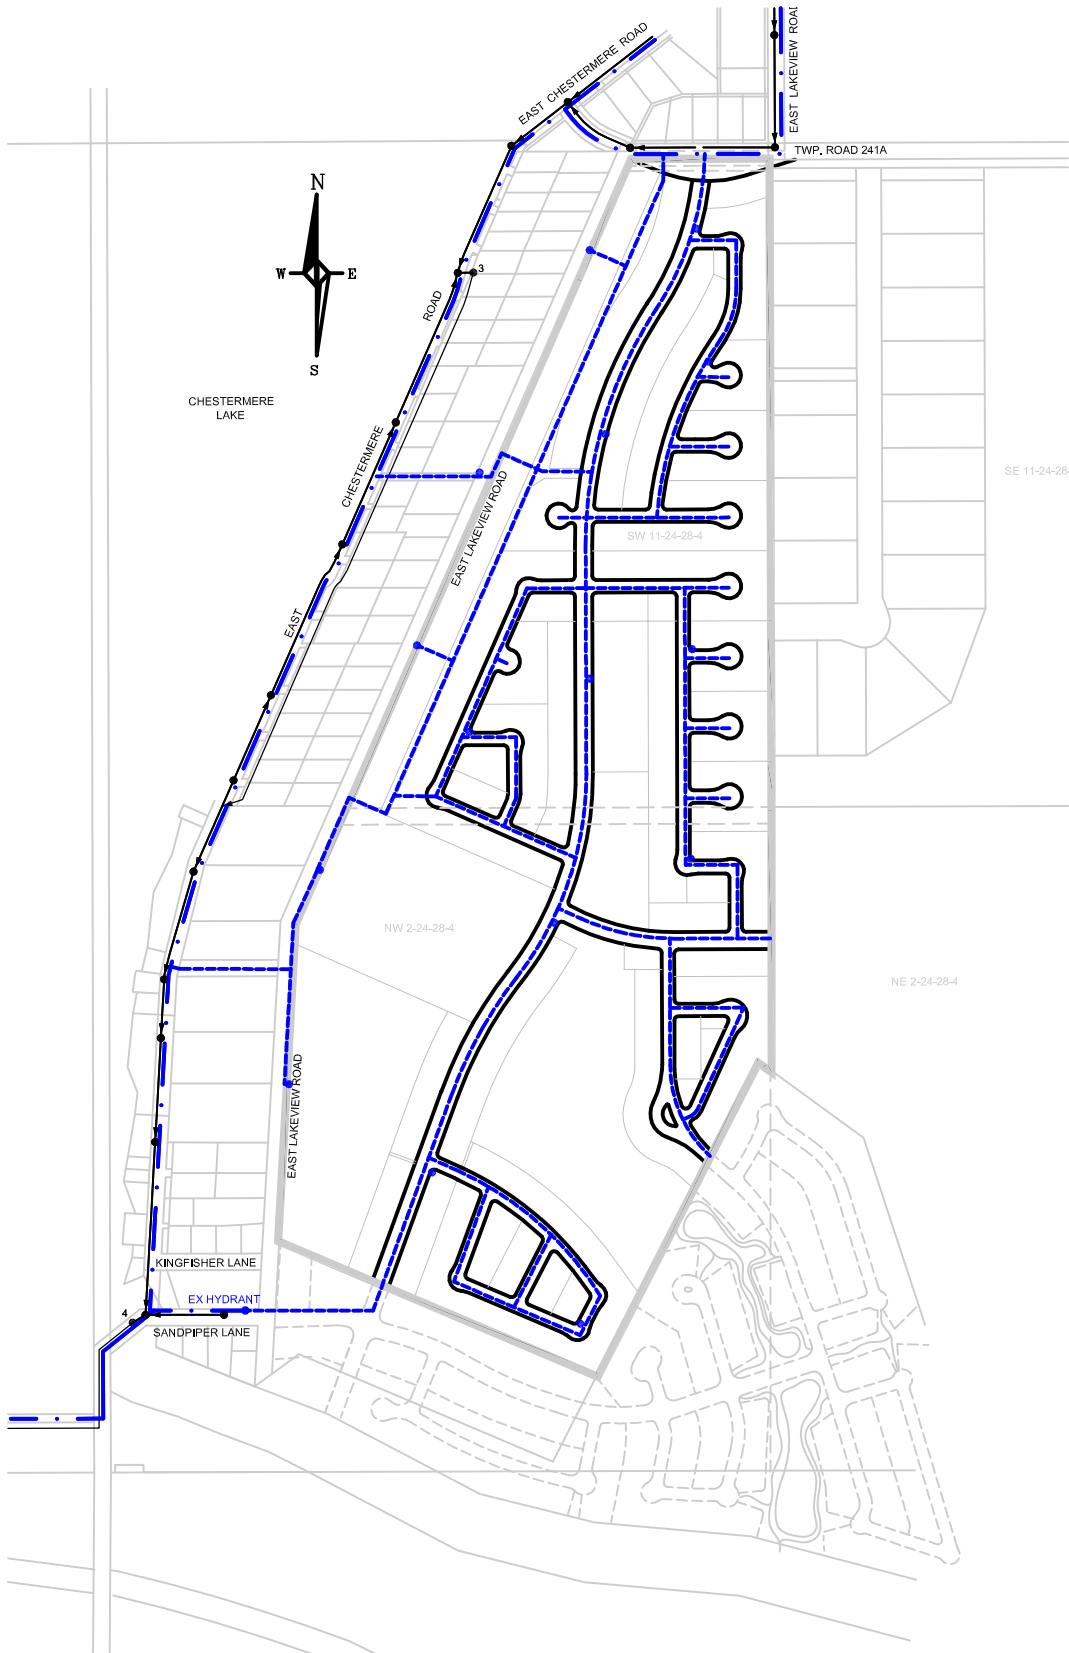 EAST CHESTERMERE ROAD
EAST LAKEVIEW ROAD
TWP. ROAD 241A
N
W
E
S
3
ROAD
CHESTERMERE
LAKE
CHESTERMERE
SE 11-24-28-
EAST LAKEVIEW ROAD
SW 11-24-28-4
EAST
NW 2-24-28-4
NE 2-24-28-4
EAST LAKEVIEW ROAD
KINGFISHER LANE
EX HYDRANT
4
SANDPIPER LANE